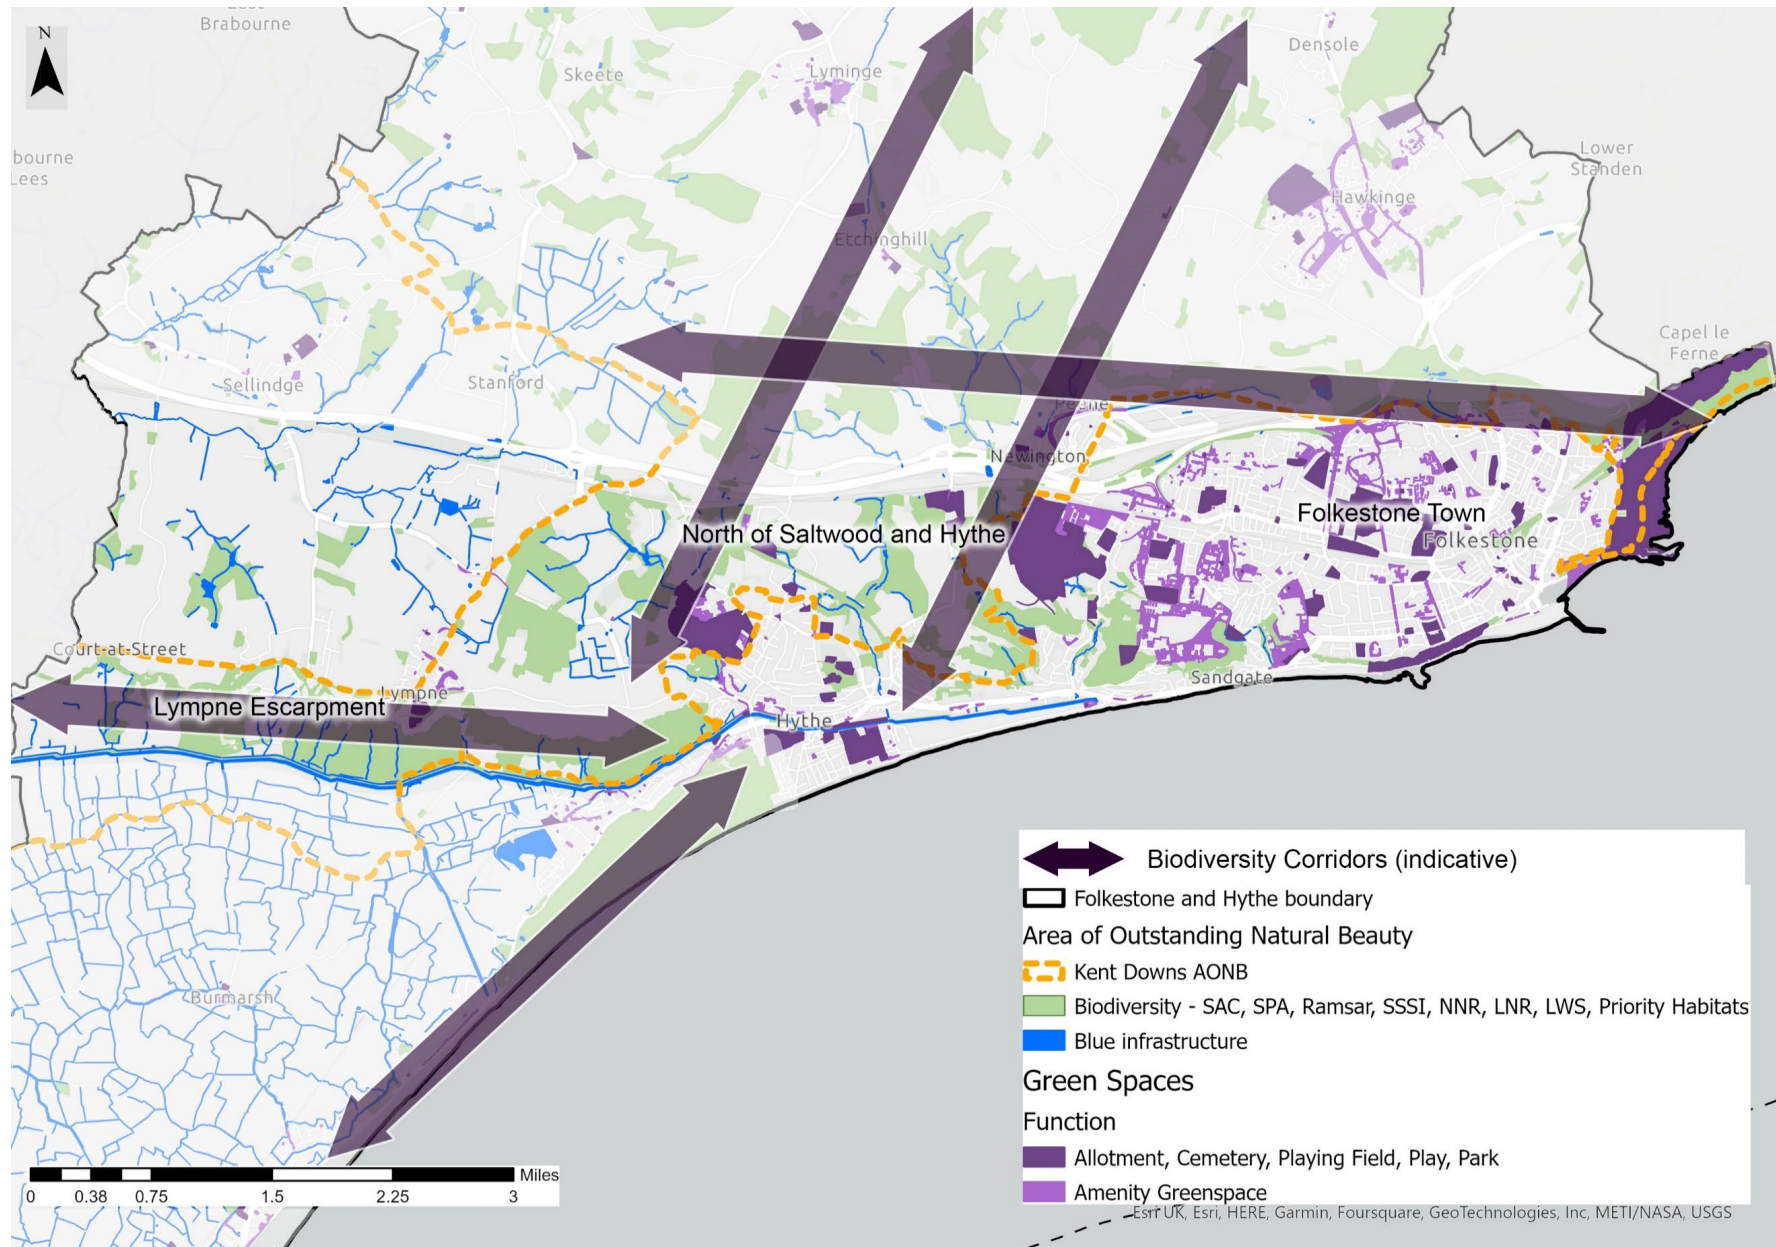 East
Brabourne
N
Skeete
Lyminge
Densole
bourne
Lees
Lower
Standen
Hawkinge
Etchinghill
Capel le
Ferne
Sellindge
Stanford
Peene
Newington
North of Saltwood and Hythe
Folkestone Town
Folkestone
Court-at-Street
Lympne
Lympne Escarpment
Sandgate
Hythe
Burmarsh
Biodiversity Corridors (indicative)
Folkestone and Hythe boundary
Area of Outstanding Natural Beauty
Kent Downs AONB
Biodiversity - SAC, SPA, Ramsar, SSSI, NNR, LNR, LWS, Priority Habitats
Blue infrastructure
Green Spaces
Function
Allotment, Cemetery, Playing Field, Play, Park
Amenity Greenspace
Miles
0 0.38 0.75 1.5 2.25 3
Esri UK, Esri, HERE, Garmin, Foursquare, GeoTechnologies, Inc, METI/NASA, USGS